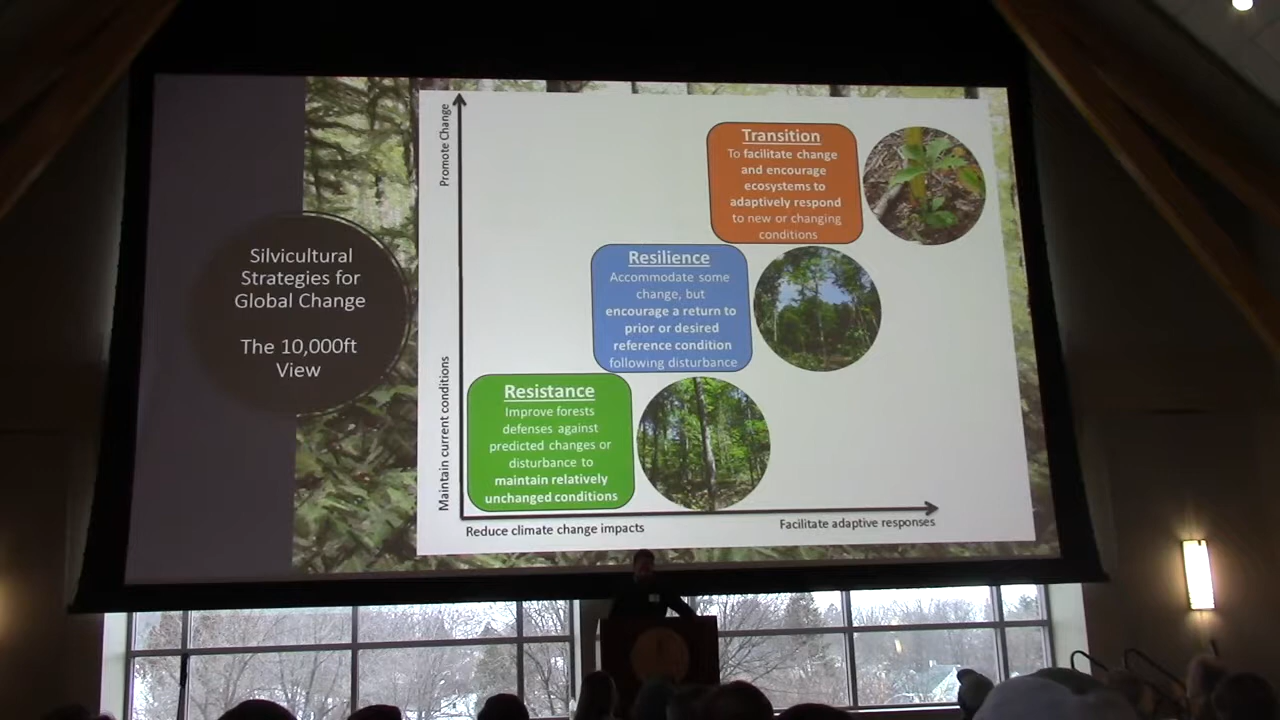 Silvicultural
Strategies for
Global Change
The 10,000ft
View
Promote Change
Maintain current conditions
Transition
To facilitate change
and encourage
ecosystems to
adaptively respond
to new or changing
conditions
Resilience
Accommodate some
change, but
encourage a return to
prior or desired
reference condition
following disturbance
Resistance
Improve forests
defenses against
predicted changes or
disturbance to
maintain relatively
unchanged conditions
Reduce climate change impacts
Facilitate adaptive responses